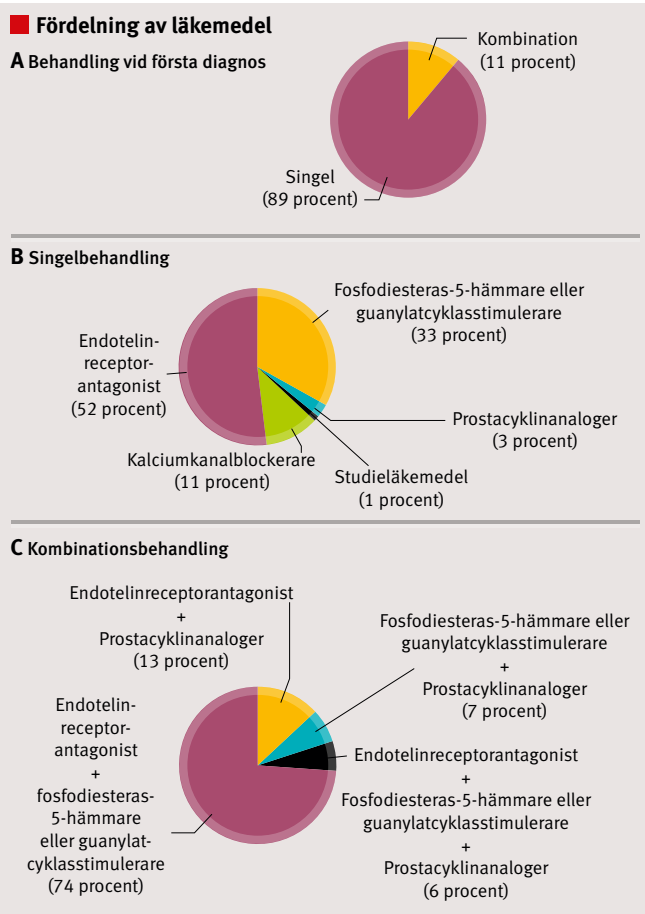 Fördelning av läkemedel
A Behandling vid första diagnos
Kombination
(11 procent)
Singel
(89 procent)
B Singelbehandling
Fosfodiesteras-5-hämmare eller
guanylatcyklasstimulerare
(33 procent)
Endotelin-
receptor-
antagonist
(52 procent)
Prostacyklinanaloger
(3 procent)
Kalciumkanalblockerare
(11 procent)
Studieläkemedel
(1 procent)
C Kombinationsbehandling
Endotelinreceptorantagonist
+
Prostacyklinanaloger
(13 procent)
Fosfodiesteras-5-hämmare eller
guanylatcyklasstimulerare
+
Prostacyklinanaloger
(7 procent)
Endotelin-
receptor-
antagonist
+
fosfodiesteras-
5-hämmare
eller guanylat-
cyklasstimulerare
(74 procent)
Endotelinreceptorantagonist
+
Fosfodiesteras-5-hämmare eller
guanylatcyklasstimulerare
+
Prostacyklinanaloger
(6 procent)